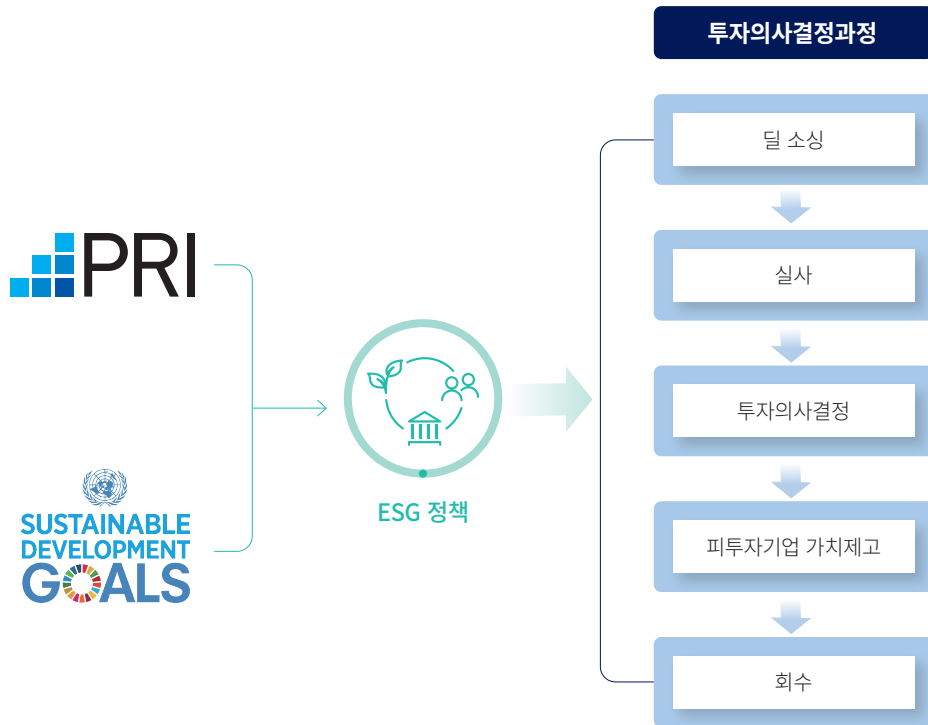 투자의사결정과정
딜 소싱
실사
투자의사결정
피투자기업 가치제고
회수
PRI
SUSTAINABLE
DEVELOPMENT
GOALS
ESG 정책